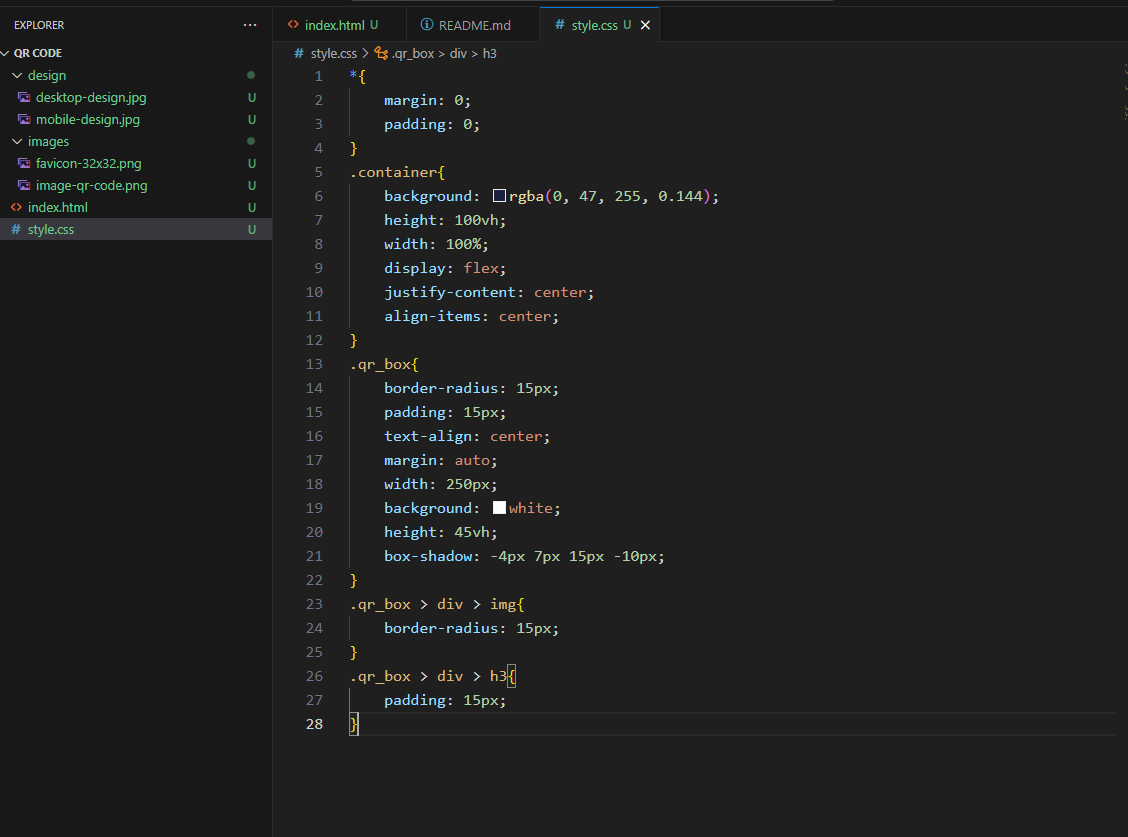 EXPLORER
QR CODE
design
desktop-design.jpg U
mobile-design.jpg U
images
favicon-32x32.png U
image-qr-code.png U
index.html U
style.css U
index.html U
README.md
style.css U
style.css > .qr_box > div > h3
1 *{
2 margin: 0;
3 padding: 0;
4 }
5 .container{
6 background: rgba(0, 47, 255, 0.144);
7 height: 100vh;
8 width: 100%;
9 display: flex;
10 justify-content: center;
11 align-items: center;
12 }
13 .qr_box{
14 border-radius: 15px;
15 padding: 15px;
16 text-align: center;
17 margin: auto;
18 width: 250px;
19 background: white;
20 height: 45vh;
21 box-shadow: -4px 7px 15px -10px;
22 }
23 .qr_box > div > img{
24 border-radius: 15px;
25 }
26 .qr_box > div > h3{
27 padding: 15px;
28 }